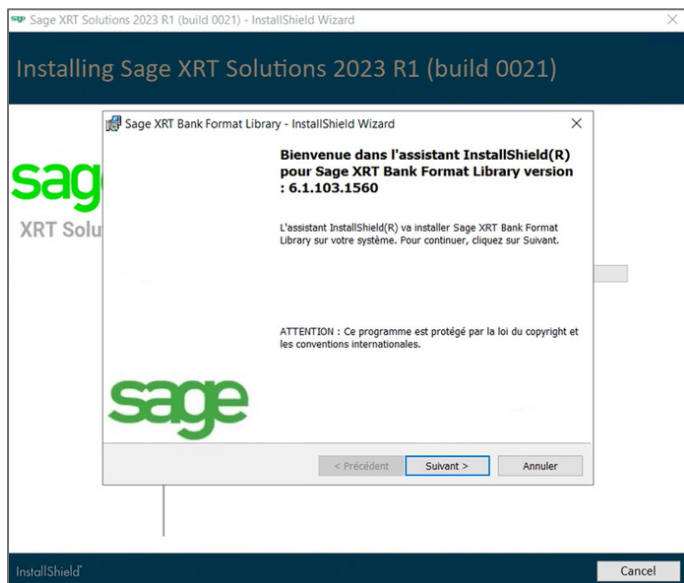 Sage XRT Solutions 2023 R1 (build 0021) - InstallShield Wizard
Installing Sage XRT Solutions 2023 R1 (build 0021)
Sage XRT Bank Format Library - InstallShield Wizard
Bienvenue dans l'assistant InstallShield(R)
pour Sage XRT Bank Format Library version
: 6.1.103.1560
sag
XRT Solu
L'assistant InstallShield(R) va installer Sage XRT Bank Format
Library sur votre système. Pour continuer, cliquez sur Suivant.
ATTENTION : Ce programme est protégé par la loi du copyright et
les conventions internationales.
sage
< Précédent
Suivant >
Annuler
InstallShield
Cancel